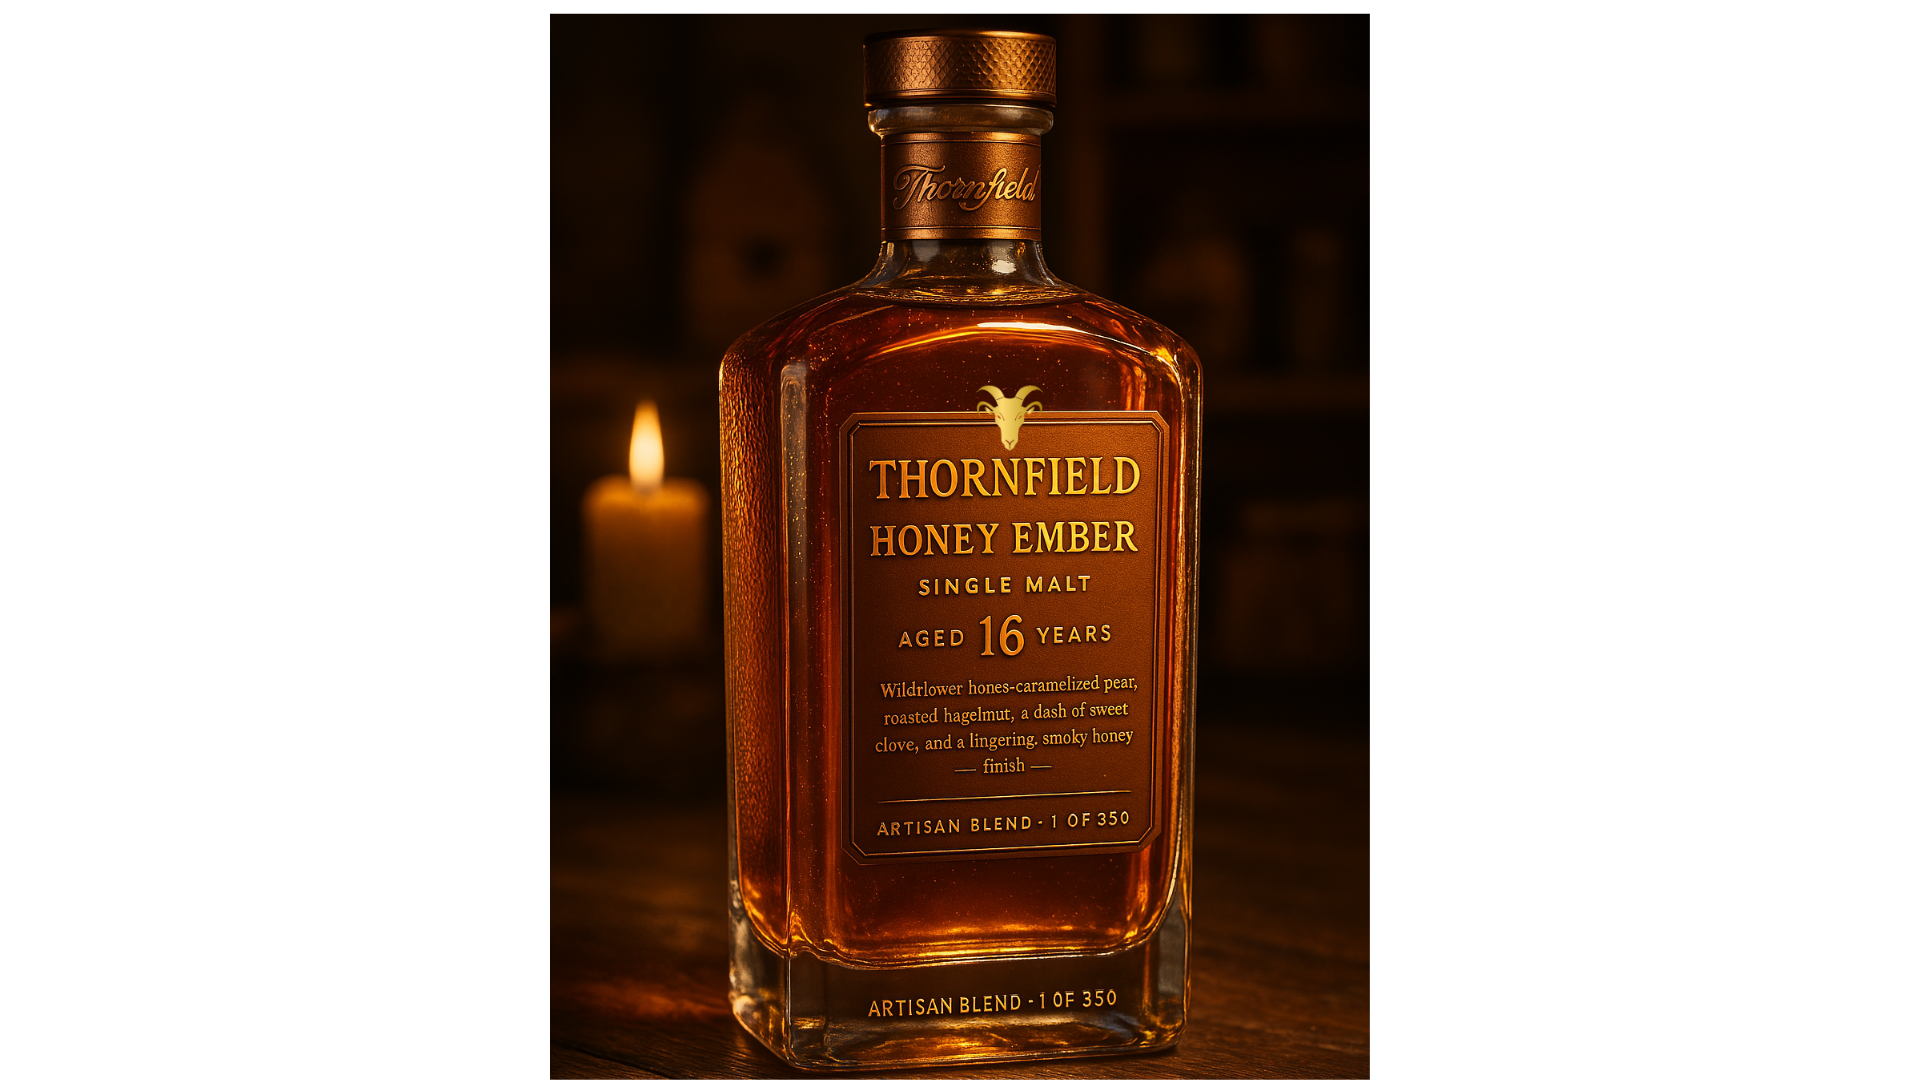 Thornfield
THORNFIELD
HONEY EMBER
SINGLE MALT
AGED 16 YEARS
Wildrlower hones-caramelized pear,
roasted hagelmut, a dash of sweet
clove, and a lingering. smoky honey
— finish —
ARTISAN BLEND - 1 OF 350
ARTISAN BLEND - 1 OF 350